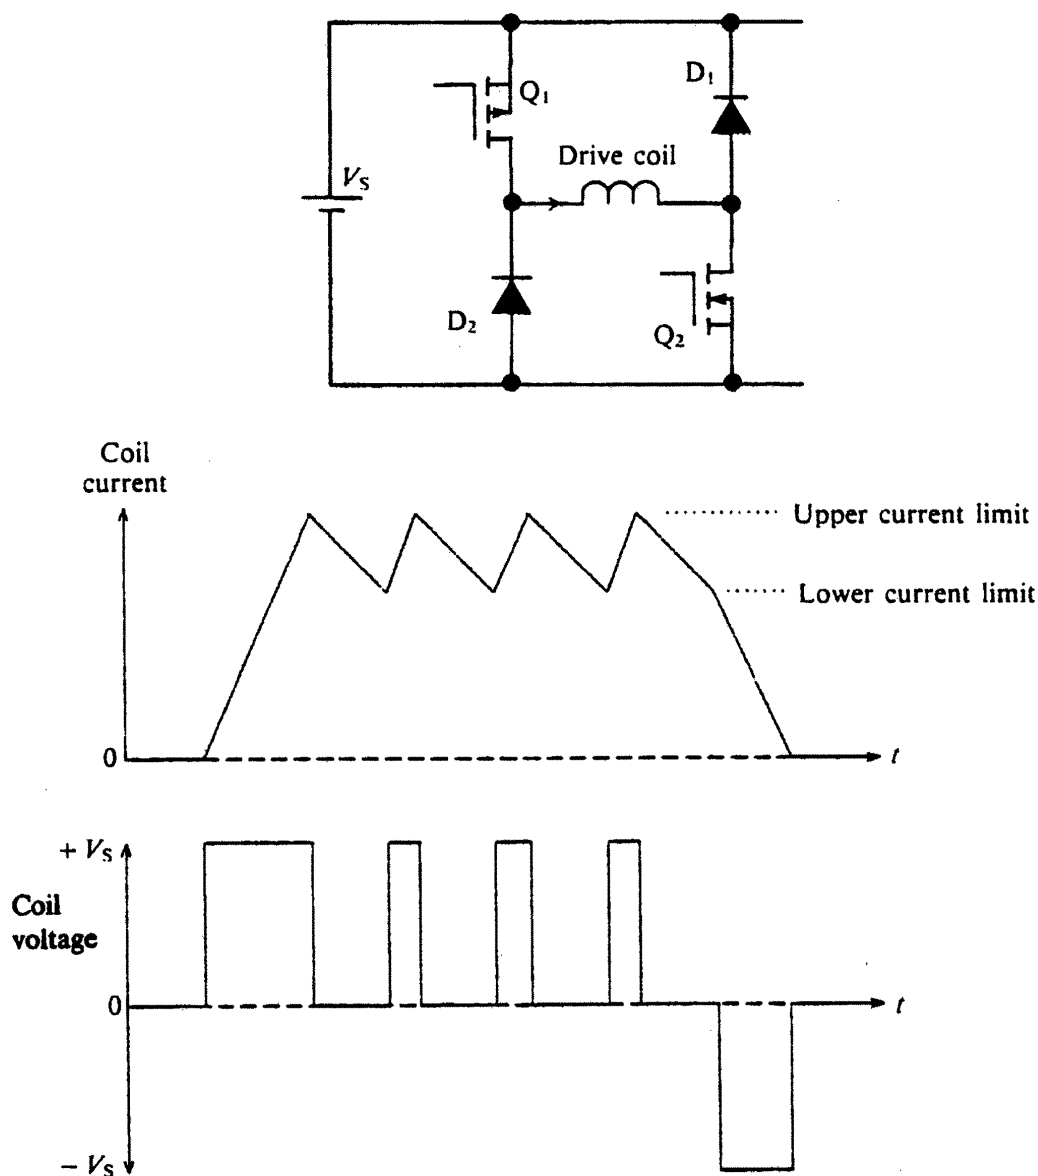 Q₁
D₁
Drive coil
V_S
D₂
Q₂
Coil
current
Upper current limit
Lower current limit
0
t
+ V_S
Coil
voltage
0
t
− V_S